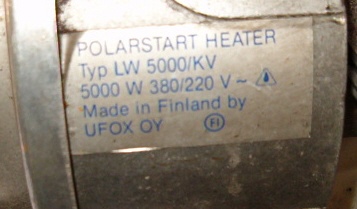 POLARSTART HEATER
Typ LW 5000/KV
5000 W 380/220 V ~
Made in Finland by
UFOX OY FI